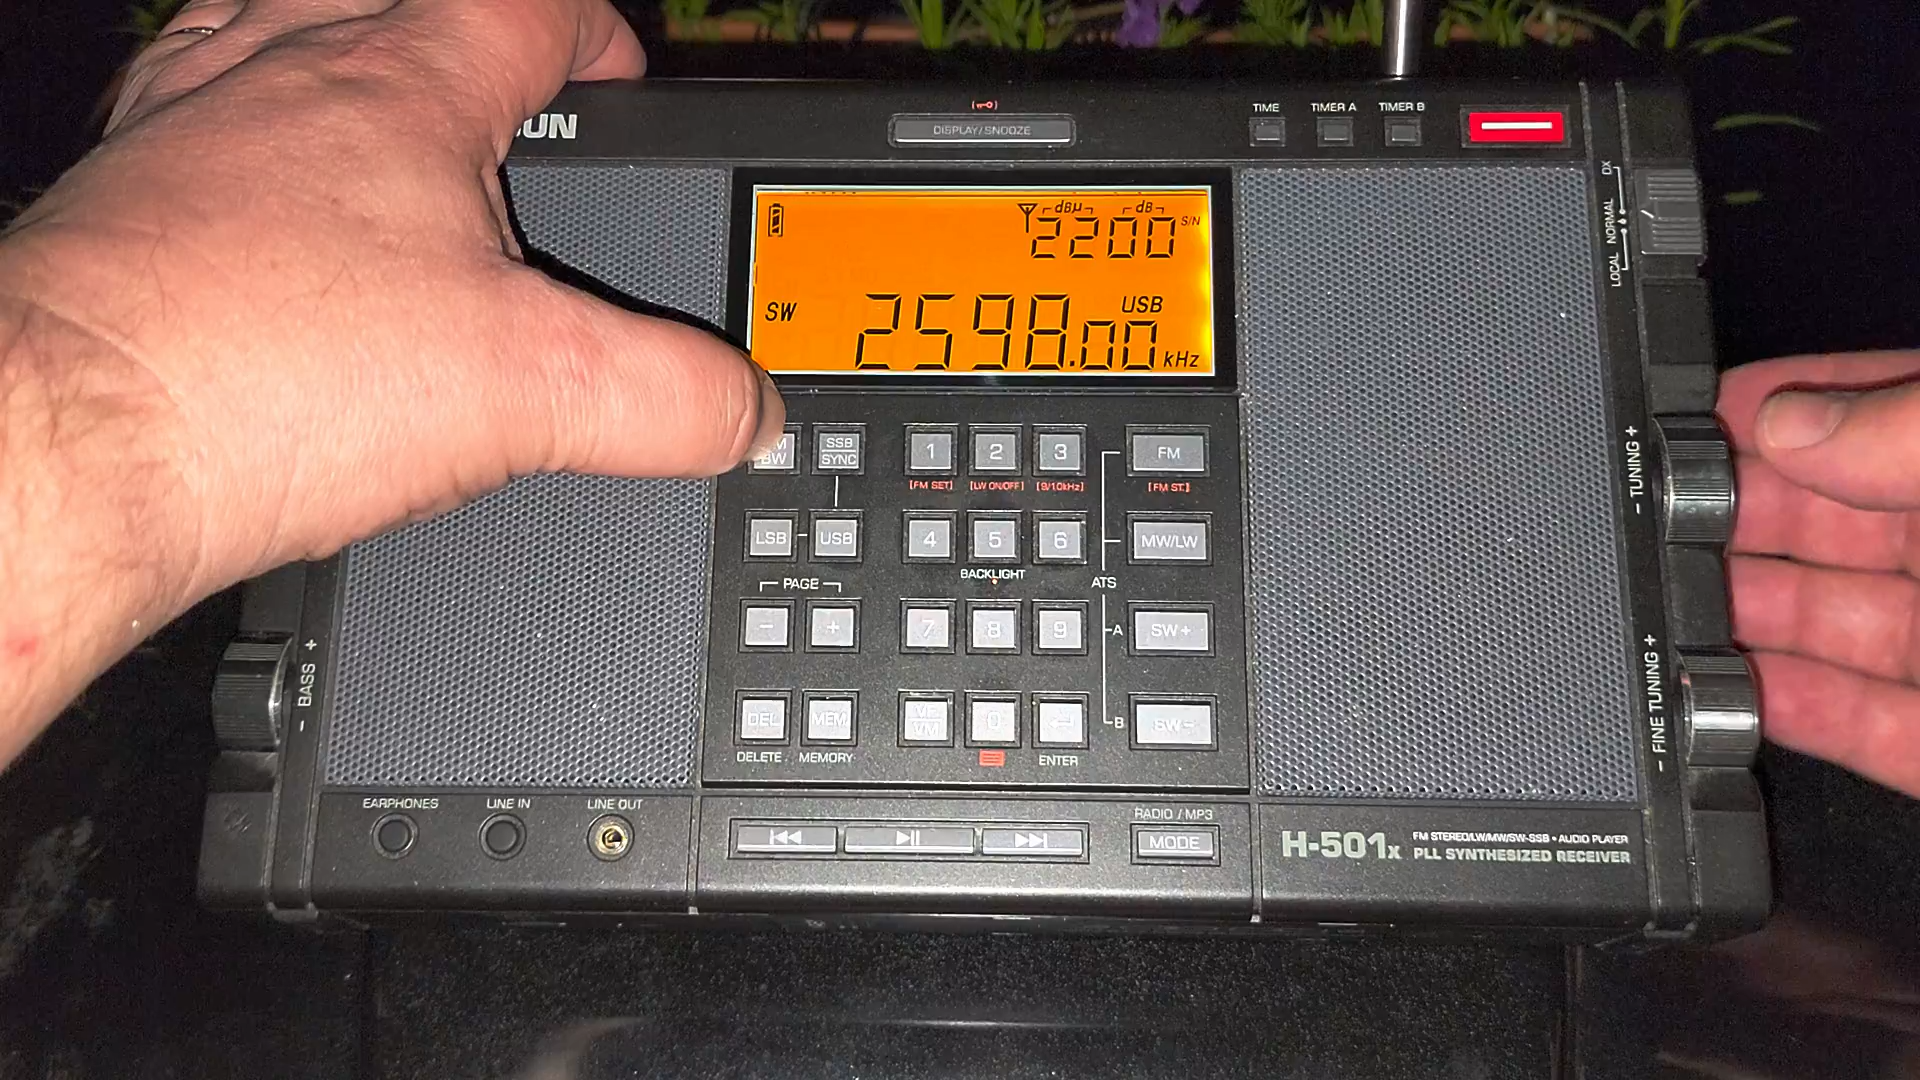 DISPLAY/SNOOZE
TIME
TIMER A
TIMER B
dBμ
dB
2200
S/N
SW
2598.00
USB
kHz
DX
NORMAL
LOCAL
BW
SSB
SYNC
1
2
3
FM
[FM SET]
[LW ON/OFF]
[9/10kHz]
[FM ST.]
LSB
USB
4
5
6
MW/LW
BACKLIGHT
ATS
PAGE
-
+
7
8
9
A
SW+
DEL
MEM
VF
VM
0
B
SW-
DELETE
MEMORY
ENTER
- BASS +
- TUNING +
- FINE TUNING +
EARPHONES
LINE IN
LINE OUT
RADIO / MP3
MODE
H-501x
FM STEREO/LW/MW/SW-SSB • AUDIO PLAYER
PLL SYNTHESIZED RECEIVER